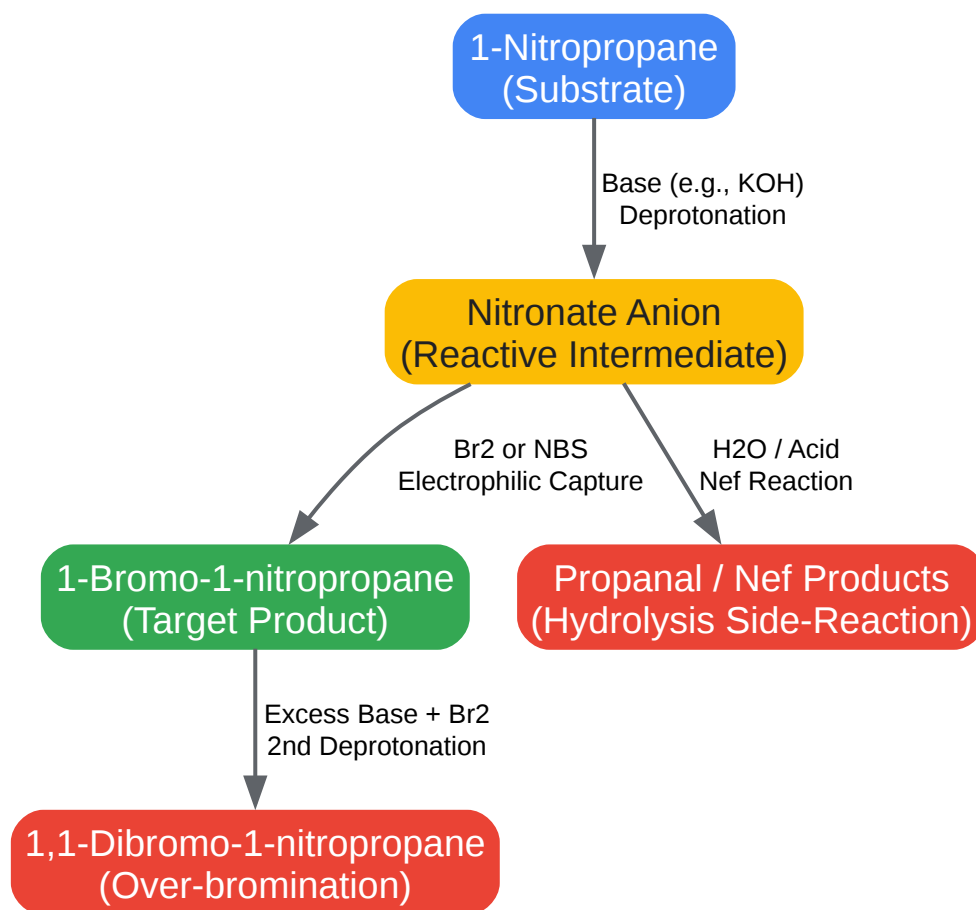 1-Nitropropane
(Substrate)
Base (e.g., KOH)
Deprotonation
Nitronate Anion
(Reactive Intermediate)
Br2 or NBS
Electrophilic Capture
H2O / Acid
Nef Reaction
1-Bromo-1-nitropropane
(Target Product)
Propanal / Nef Products
(Hydrolysis Side-Reaction)
Excess Base + Br2
2nd Deprotonation
1,1-Dibromo-1-nitropropane
(Over-bromination)